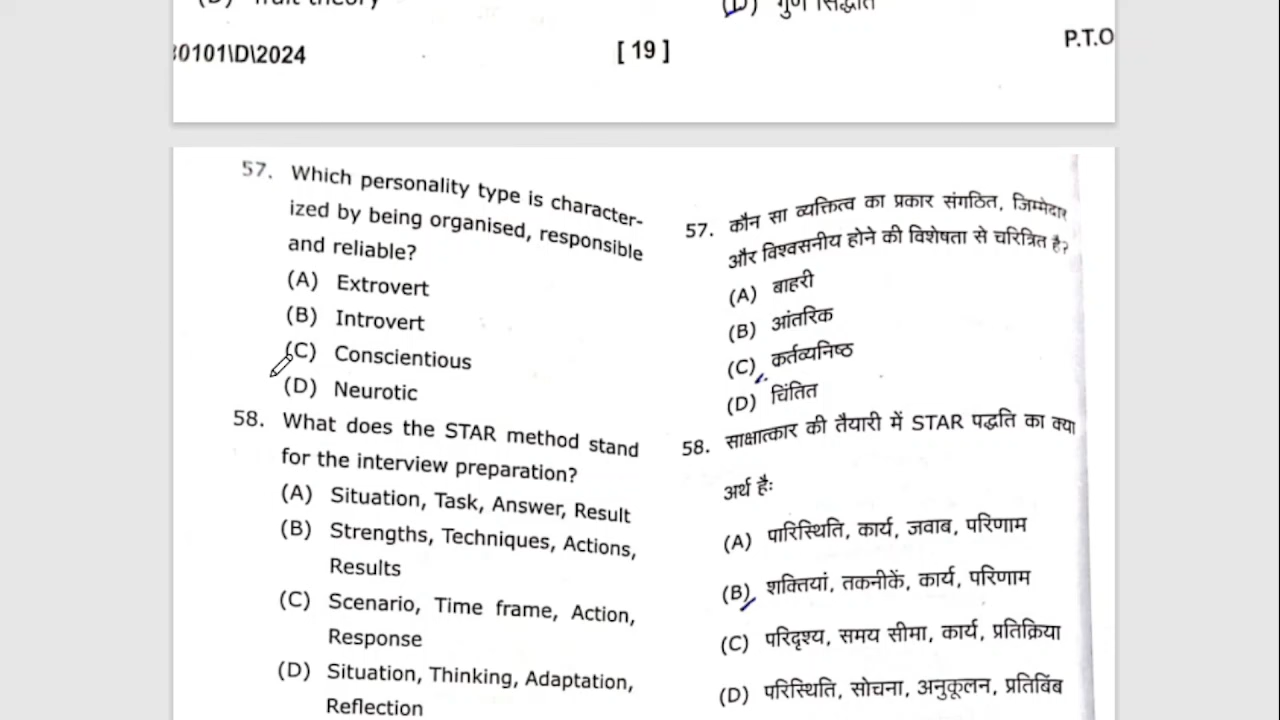 (D) Trait theory
(D) गुण सिद्धांत
30101\D\2024
[ 19 ]
P.T.O
57. Which personality type is character-
ized by being organised, responsible
and reliable?
(A) Extrovert
(B) Introvert
(C) Conscientious
(D) Neurotic
58. What does the STAR method stand
for the interview preparation?
(A) Situation, Task, Answer, Result
(B) Strengths, Techniques, Actions,
Results
(C) Scenario, Time frame, Action,
Response
(D) Situation, Thinking, Adaptation,
Reflection
57. कौन सा व्यक्तित्व का प्रकार संगठित, जिम्मेदार
और विश्वसनीय होने की विशेषता से चरित्रित है?
(A) बाहरी
(B) आंतरिक
(C) कर्तव्यनिष्ठ
(D) चिंतित
58. साक्षात्कार की तैयारी में STAR पद्धति का क्या
अर्थ हैः
(A) पारिस्थिति, कार्य, जवाब, परिणाम
(B) शक्तियां, तकनीकें, कार्य, परिणाम
(C) परिदृश्य, समय सीमा, कार्य, प्रतिक्रिया
(D) परिस्थिति, सोचना, अनुकूलन, प्रतिबिंब